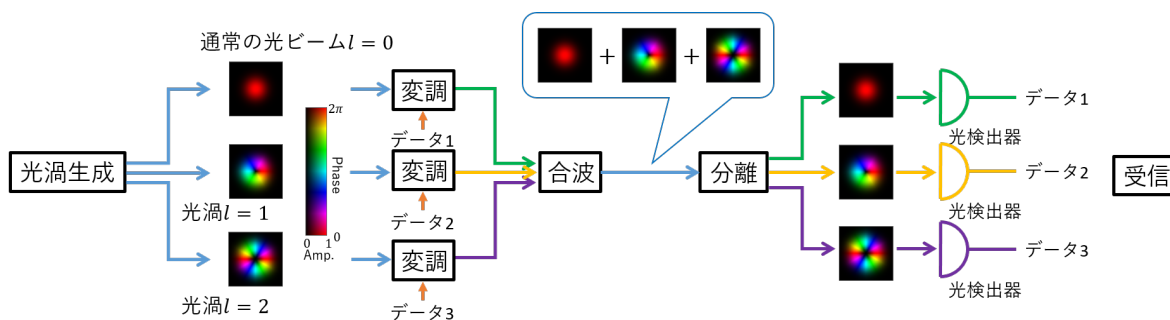 通常の光ビームl = 0
光渦生成
光渦l = 1
光渦l = 2
2π
Phase
0
0 1
Amp.
変調
データ1
変調
データ2
変調
データ3
合波
+
+
分離
光検出器
データ1
光検出器
データ2
光検出器
データ3
受信